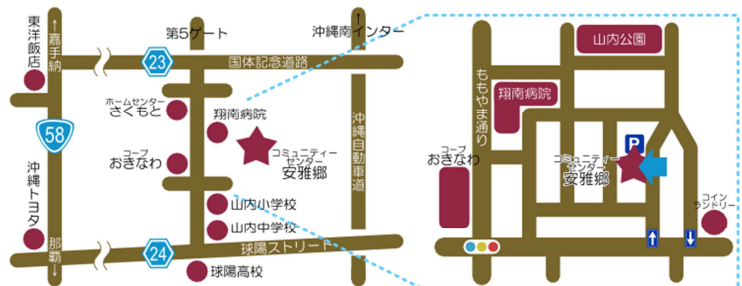 東洋飯店
←嘉手納
第5ゲート
沖縄南インター
→
23
国体記念道路
ホームセンター
さくもと
翔南病院
58
コミュニティー
センター
安雅郷
沖縄自動車道
コープ
おきなわ
沖縄トヨタ
山内小学校
山内中学校
那覇→
24
球陽ストリート
球陽高校
山内公園
ももやま通り
翔南病院
P
コープ
おきなわ
コミュニティー
センター
安雅郷
コイン
ランドリー